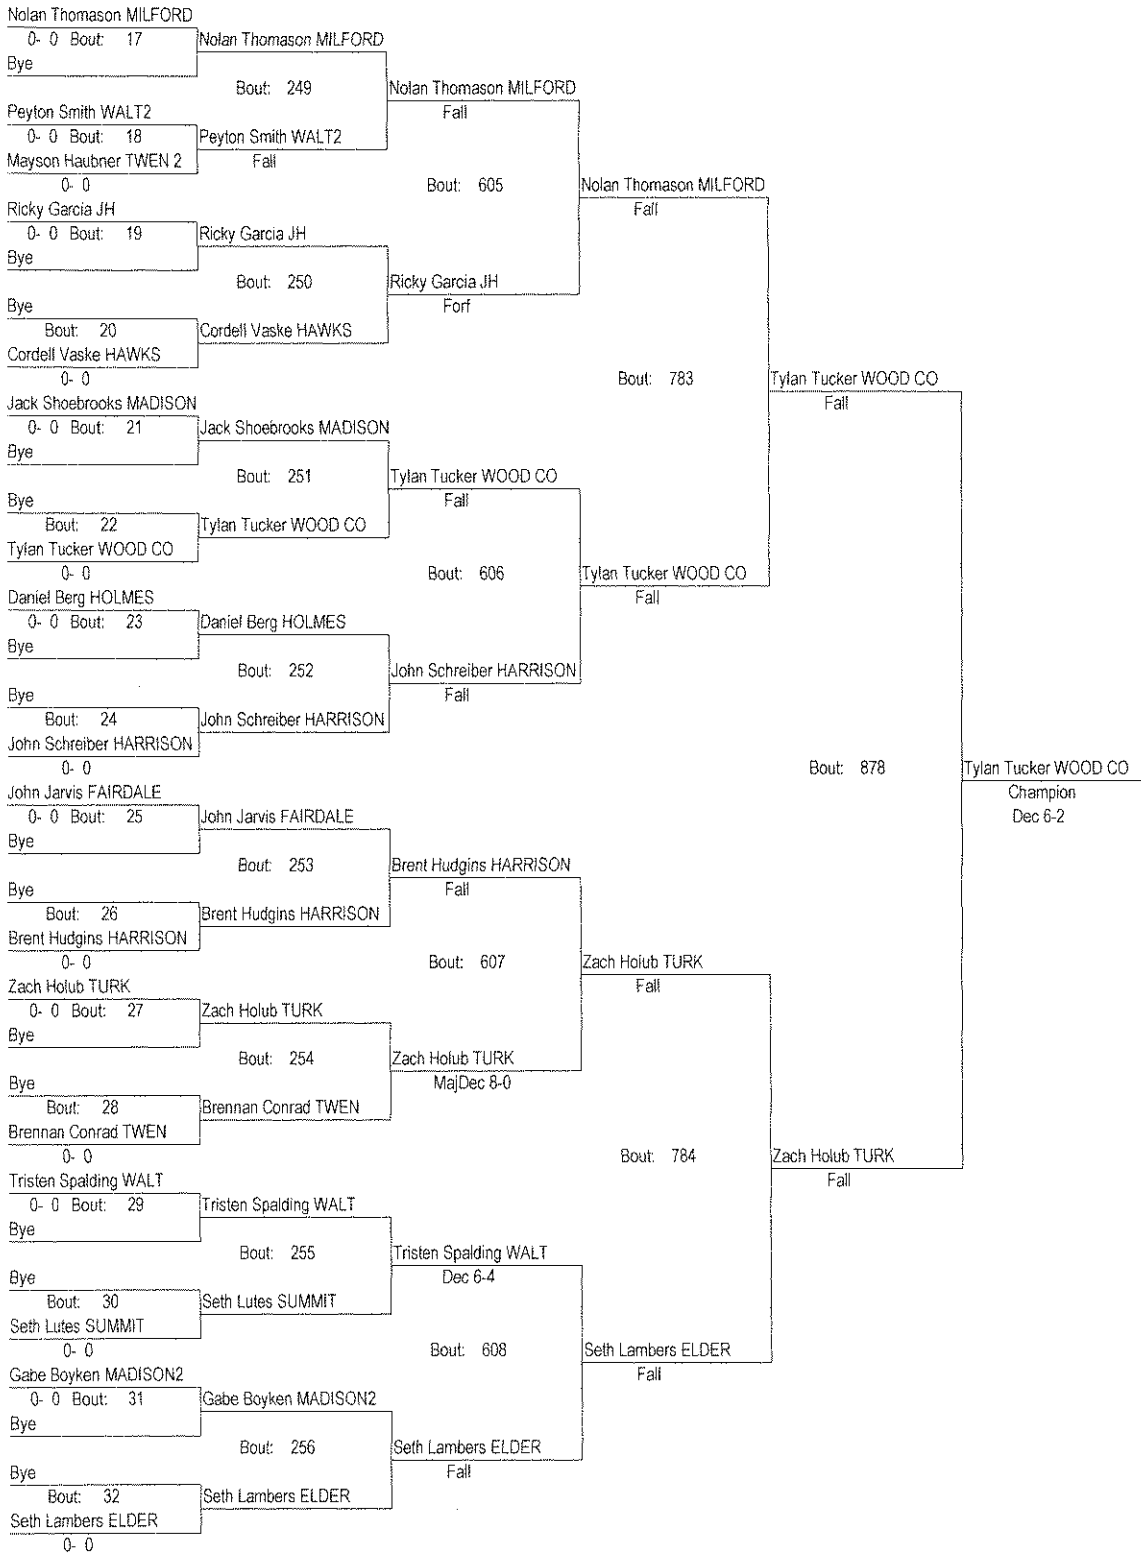 Nolan Thomason MILFORD
0- 0 Bout: 17
Nolan Thomason MILFORD
Bye
Bout: 249
Nolan Thomason MILFORD
Fall
Peyton Smith WALT2
0- 0 Bout: 18
Peyton Smith WALT2
Mayson Haubner TWEN 2
Fall
0- 0
Bout: 605
Nolan Thomason MILFORD
Fall
Ricky Garcia JH
0- 0 Bout: 19
Ricky Garcia JH
Bye
Bout: 250
Ricky Garcia JH
Forf
Bye
Bout: 20
Cordell Vaske HAWKS
Cordell Vaske HAWKS
0- 0
Bout: 783
Tylan Tucker WOOD CO
Fall
Jack Shoebrooks MADISON
0- 0 Bout: 21
Jack Shoebrooks MADISON
Bye
Bout: 251
Tylan Tucker WOOD CO
Fall
Bye
Bout: 22
Tylan Tucker WOOD CO
Tylan Tucker WOOD CO
0- 0
Bout: 606
Tylan Tucker WOOD CO
Fall
Daniel Berg HOLMES
0- 0 Bout: 23
Daniel Berg HOLMES
Bye
Bout: 252
John Schreiber HARRISON
Fall
Bye
Bout: 24
John Schreiber HARRISON
John Schreiber HARRISON
0- 0
Bout: 878
Tylan Tucker WOOD CO
Champion
Dec 6-2
John Jarvis FAIRDALE
0- 0 Bout: 25
John Jarvis FAIRDALE
Bye
Bout: 253
Brent Hudgins HARRISON
Fall
Bye
Bout: 26
Brent Hudgins HARRISON
Brent Hudgins HARRISON
0- 0
Bout: 607
Zach Holub TURK
Fall
Zach Holub TURK
0- 0 Bout: 27
Zach Holub TURK
Bye
Bout: 254
Zach Holub TURK
MajDec 8-0
Bye
Bout: 28
Brennan Conrad TWEN
Brennan Conrad TWEN
0- 0
Bout: 784
Zach Holub TURK
Fall
Tristen Spalding WALT
0- 0 Bout: 29
Tristen Spalding WALT
Bye
Bout: 255
Tristen Spalding WALT
Dec 6-4
Bye
Bout: 30
Seth Lutes SUMMIT
Seth Lutes SUMMIT
0- 0
Bout: 608
Seth Lambers ELDER
Fall
Gabe Boyken MADISON2
0- 0 Bout: 31
Gabe Boyken MADISON2
Bye
Bout: 256
Seth Lambers ELDER
Fall
Bye
Bout: 32
Seth Lambers ELDER
Seth Lambers ELDER
0- 0